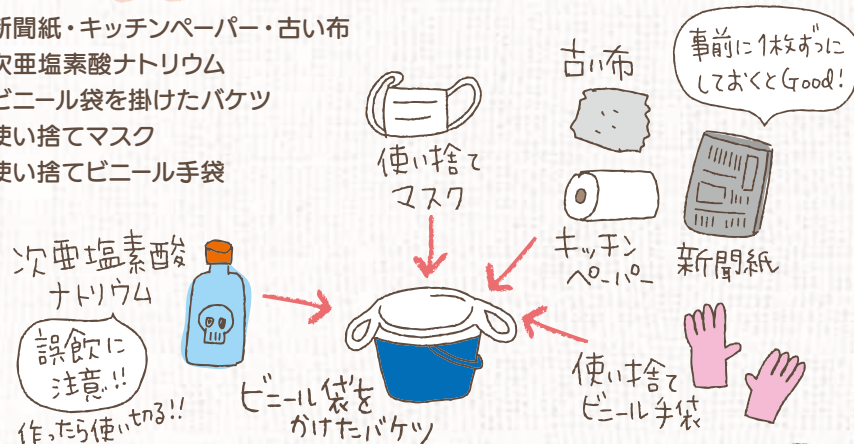 新聞紙・キッチンペーパー・古い布
次亜塩素酸ナトリウム
ビニール袋を掛けたバケツ
使い捨てマスク
使い捨てビニール手袋
使い捨て
マスク
古い布
事前に1枚ずつに
しておくとGood!
キッチン
ペーパー
新聞紙
次亜塩素酸
ナトリウム
誤飲に
注意!!
作ったら使い切る!!
ビニール袋を
かけたバケツ
使い捨て
ビニール手袋